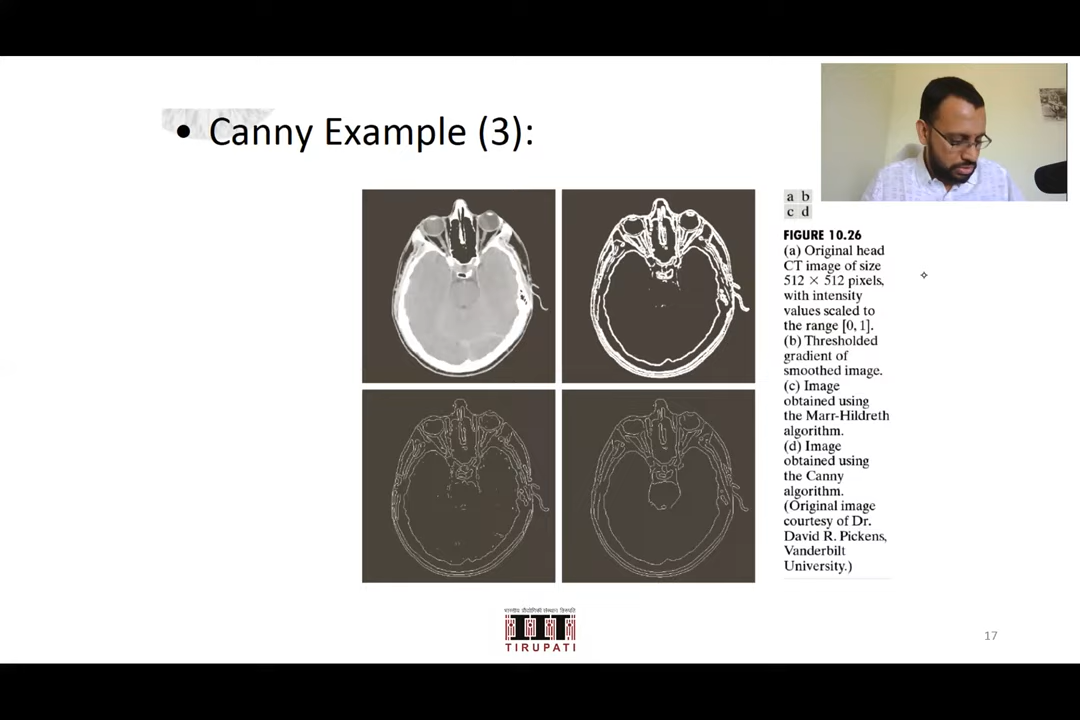 • Canny Example (3):
a b
c d
FIGURE 10.26
(a) Original head
CT image of size
512 × 512 pixels,
with intensity
values scaled to
the range [0, 1].
(b) Thresholded
gradient of
smoothed image.
(c) Image
obtained using
the Marr-Hildreth
algorithm.
(d) Image
obtained using
the Canny
algorithm.
(Original image
courtesy of Dr.
David R. Pickens,
Vanderbilt
University.)
भारतीय प्रौद्योगिकी संस्थान तिरुपति
TIRUPATI
17